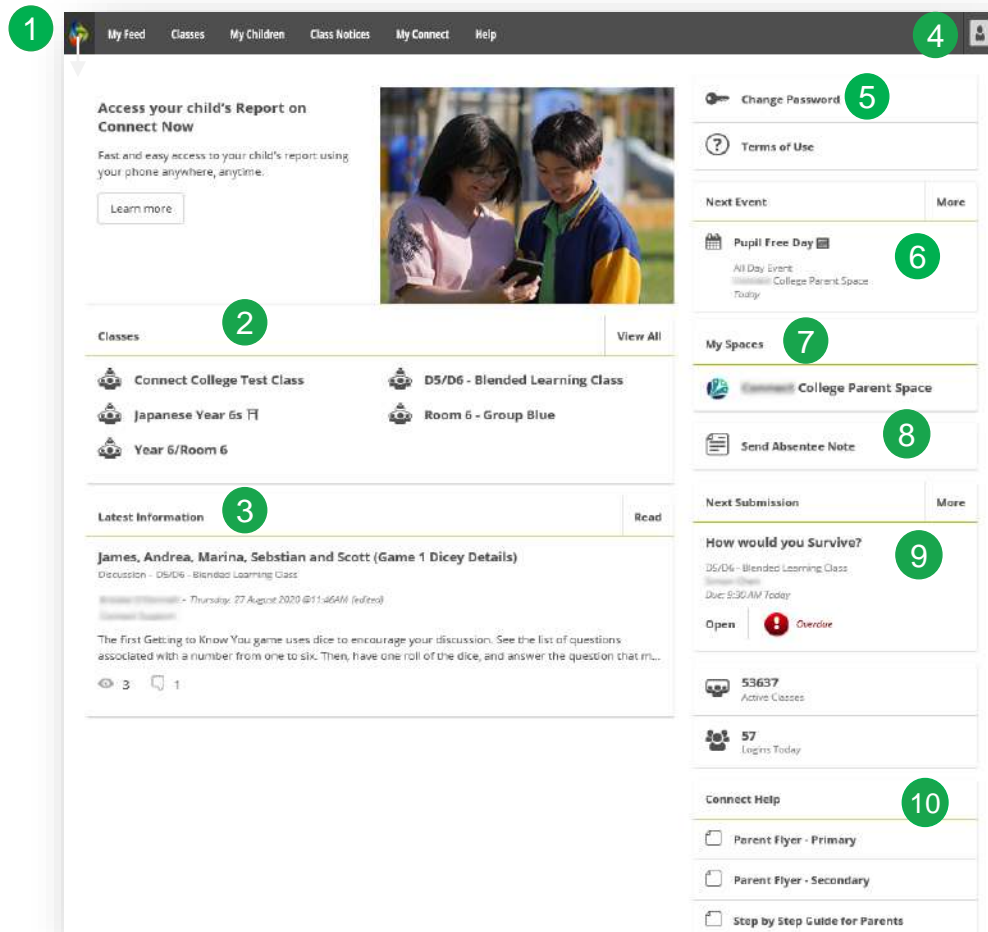 1
My Feed Classes My Children Class Notices My Connect Help
4
Access your child's Report on
Connect Now
Fast and easy access to your child's report using
your phone anywhere, anytime.
Learn more
2
Classes View All
Connect College Test Class
D5/D6 - Blended Learning Class
Japanese Year 6s
Room 6 - Group Blue
Year 6/Room 6
3
Latest Information Read
James, Andrea, Marina, Sebstian and Scott (Game 1 Dicey Details)
Discussion - D5/D6 - Blended Learning Class
- Thursday, 27 August 2020 @11:46AM (edited)
The First Getting to Know You game uses dice to encourage your discussion. See the list of questions
associated with a number from one to six. Then, have one roll of the dice, and answer the question that m...
3 1
Change Password 5
Terms of Use
Next Event More
Pupil Free Day
6
All Day Event
College Parent Space
Today
My Spaces 7
College Parent Space
8
Send Absentee Note
Next Submission More
How would you Survive?
9
D5/D6 - Blended Learning Class
Due: 9:30 AM Today
Open Overdue
53637
Active Classes
57
Logins Today
Connect Help 10
Parent Flyer - Primary
Parent Flyer - Secondary
Step by Step Guide for Parents